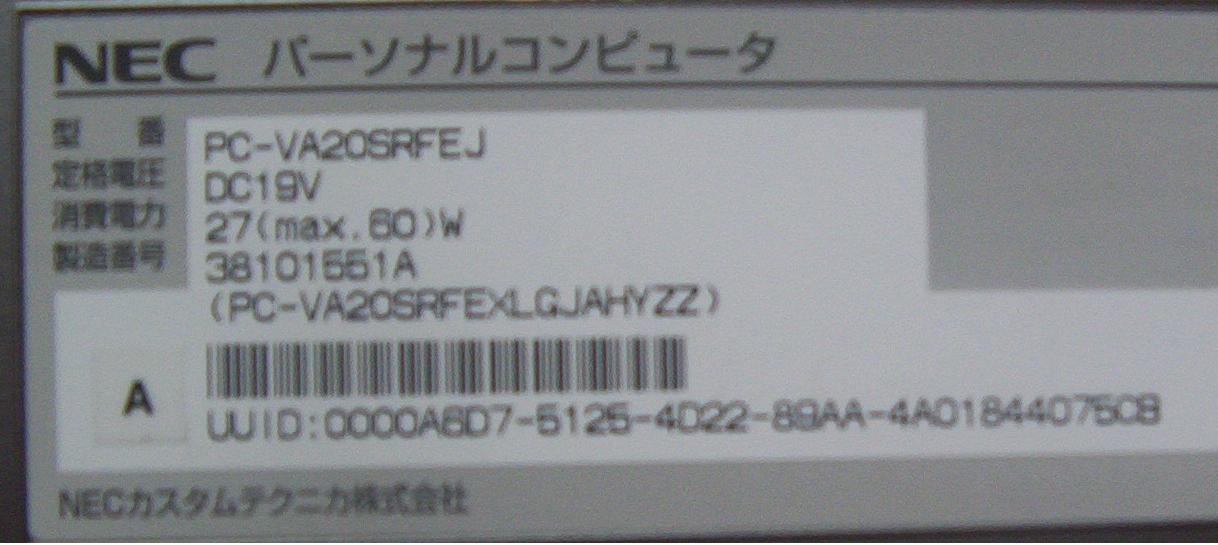 NEC パーソナルコンピュータ
型 番 PC-VA20SRFEJ
定格電圧 DC19V
消費電力 27(max.60)W
製造番号 38101551A
(PC-VA20SRFEXLGJAHYZZ)
A
UUID:0000A6D7-5125-4D22-89AA-4A01844075CB
NECカスタムテクニカ株式会社